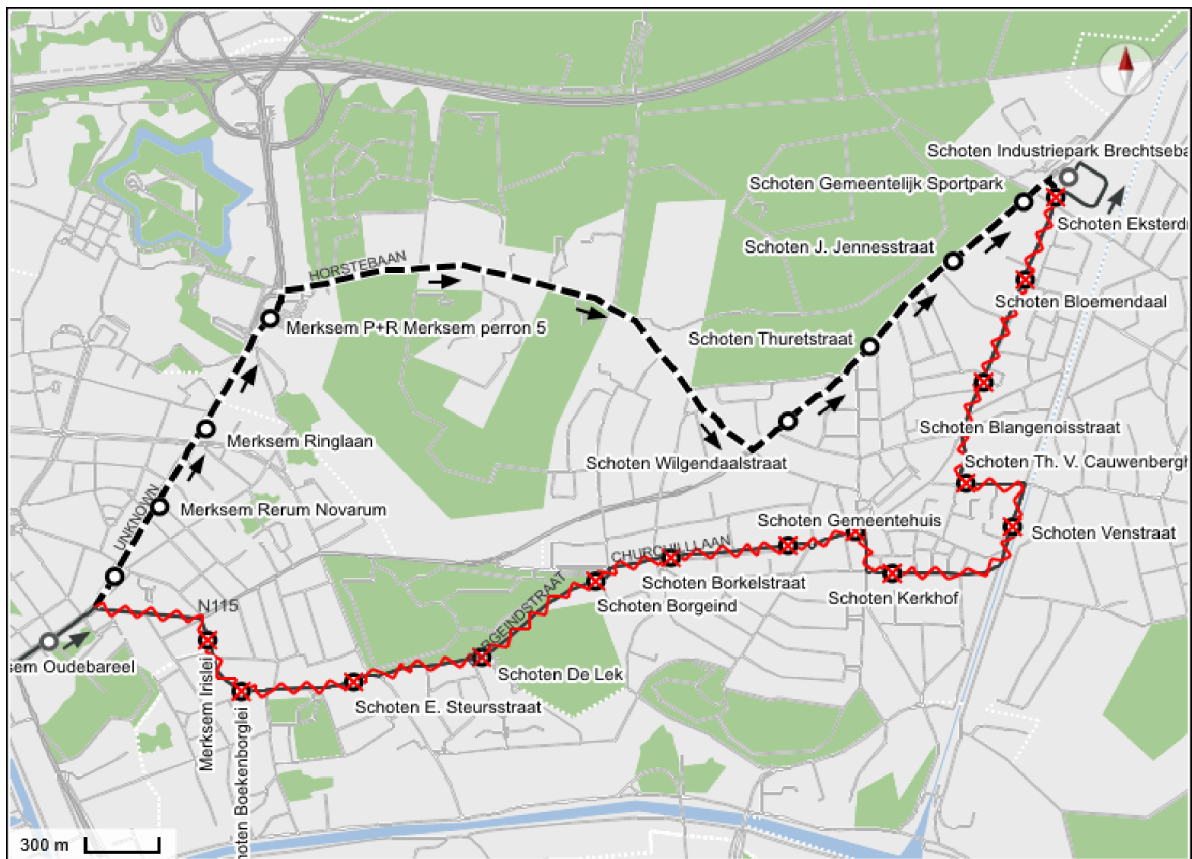 Schoten Industriepark Brechtseba
Schoten Gemeentelijk Sportpark
Schoten Eksterdr
Schoten J. Jennesstraat
HORSTEBAAN
Schoten Bloemendaal
Merksem P+R Merksem perron 5
Schoten Thuretstraat
Schoten Blangenoisstraat
Merksem Ringlaan
Schoten Wilgendaalstraat
Schoten Th. V. Cauwenbergh
UNKNOWN
Merksem Rerum Novarum
Schoten Gemeentehuis
Schoten Venstraat
CHURCHILLLAAN
Schoten Borkelstraat
Schoten Kerkhof
N115
RGEINDSTRAAT
Schoten Borgeind
sem Oudebareel
Merksem Irislei
Schoten De Lek
Schoten E. Steursstraat
hoten Boekenborglei
300 m